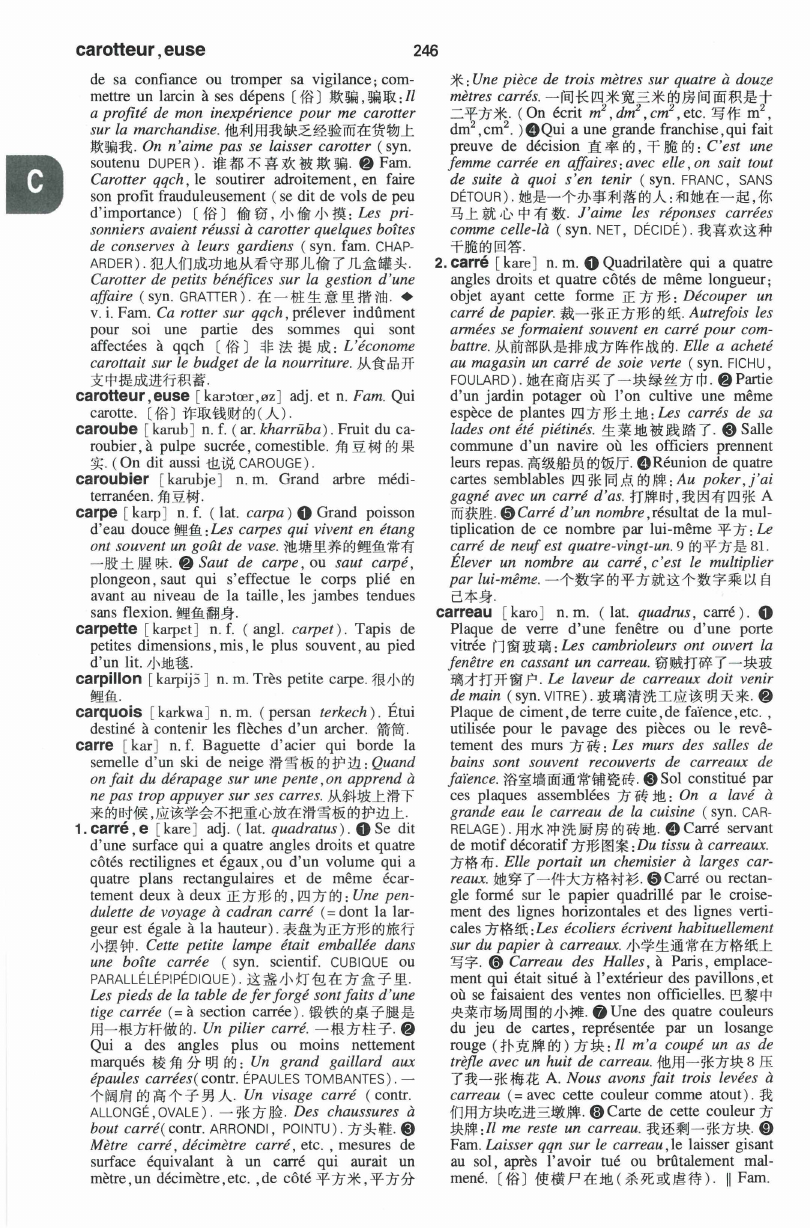 carotteur,euse
246
de sa confiance ou tromper sa vigilance; com-
mettre un larcin à ses dépens〔俗〕欺骗,骗取:Il
a profité de mon inexpérience pour me carotter
sur la marchandise. 他利用我缺乏经验而在货物上
欺骗我. On n'aime pas se laisser carotter (syn.
soutenu DUPER). 谁都不喜欢被欺骗. ❷ Fam.
Carotter qqch, le soutirer adroitement, en faire
son profit frauduleusement (se dit de vols de peu
d'importance)〔俗〕偷窃,小偷小摸: Les pri-
sonniers avaient réussi à carotter quelques boîtes
de conserves à leurs gardiens (syn. fam. CHAP-
ARDER). 犯人们成功地从看守那儿偷了几盒罐头.
Carotter de petits bénéfices sur la gestion d'une
affaire (syn. GRATTER). 在一桩生意里揩油. ◆
v. i. Fam. Ca rotter sur qqch, prélever indûment
pour soi une partie des sommes qui sont
affectées à qqch〔俗〕非法提成: L'économe
carottait sur le budget de la nourriture. 从食品开
支中提成进行积蓄.
carotteur,euse [karɔtœr,øz] adj. et n. Fam. Qui
carotte.〔俗〕诈取钱财的(人).
caroube [karub] n. f. (ar. kharrūba). Fruit du ca-
roubier, à pulpe sucrée, comestible. 角豆树的果
实. (On dit aussi 也说 CAROUGE).
caroubier [karubje] n. m. Grand arbre médi-
terranéen. 角豆树.
carpe [karp] n. f. (lat. carpa) ❶ Grand poisson
d'eau douce 鲤鱼:Les carpes qui vivent en étang
ont souvent un goût de vase. 池塘里养的鲤鱼常有
一股土腥味. ❷ Saut de carpe, ou saut carpé,
plongeon, saut qui s'effectue le corps plié en
avant au niveau de la taille, les jambes tendues
sans flexion. 鲤鱼翻身.
carpette [karpɛt] n. f. (angl. carpet). Tapis de
petites dimensions, mis, le plus souvent, au pied
d'un lit. 小地毯.
carpillon [karpijɔ̃] n. m. Très petite carpe. 很小的
鲤鱼.
carquois [karkwa] n. m. (persan terkech). Étui
destiné à contenir les flèches d'un archer. 箭筒.
carre [kar] n. f. Baguette d'acier qui borde la
semelle d'un ski de neige 滑雪板的护边: Quand
on fait du dérapage sur une pente, on apprend à
ne pas trop appuyer sur ses carres. 从斜坡上滑下
来的时候,应该学会不把重心放在滑雪板的护边上.
1. carré, e [kare] adj. (lat. quadratus). ❶ Se dit
d'une surface qui a quatre angles droits et quatre
côtés rectilignes et égaux, ou d'un volume qui a
quatre plans rectangulaires et de même écar-
tement deux à deux 正方形的,四方的: Une pen-
dulette de voyage à cadran carré (= dont la lar-
geur est égale à la hauteur). 表盘为正方形的旅行
小摆钟. Cette petite lampe était emballée dans
une boîte carrée ( syn. scientif. CUBIQUE ou
PARALLÉLÉPIPÉDIQUE). 这盏小灯包在方盒子里.
Les pieds de la table de fer forgé sont faits d'une
tige carrée (= à section carrée). 锻铁的桌子腿是
用一根方杆做的. Un pilier carré. 一根方柱子. ❷
Qui a des angles plus ou moins nettement
marqués 棱角分明的: Un grand gaillard aux
épaules carrées(contr. ÉPAULES TOMBANTES). 一
个阔肩的高个子男人. Un visage carré (contr.
ALLONGÉ, OVALE). 一张方脸. Des chaussures à
bout carré(contr. ARRONDI, POINTU). 方头鞋. ❸
Mètre carré, décimètre carré, etc. , mesures de
surface équivalant à un carré qui aurait un
mètre, un décimètre, etc. , de côté 平方米,平方分
米:Une pièce de trois mètres sur quatre à douze
mètres carrés. 一间长四米宽三米的房间面积是十
二平方米. (On écrit m², dm², cm², etc. 写作 m²,
dm², cm².)❹Qui a une grande franchise, qui fait
preuve de décision 直率的,干脆的: C'est une
femme carrée en affaires; avec elle, on sait tout
de suite à quoi s'en tenir (syn. FRANC, SANS
DÉTOUR). 她是一个办事利落的人;和她在一起,你
马上就心中有数. J'aime les réponses carrées
comme celle-là (syn. NET, DÉCIDÉ). 我喜欢这种
干脆的回答.
2. carré [kare] n. m. ❶ Quadrilatère qui a quatre
angles droits et quatre côtés de même longueur;
objet ayant cette forme 正方形: Découper un
carré de papier. 裁一张正方形的纸. Autrefois les
armées se formaient souvent en carré pour com-
battre. 从前部队是排成方阵作战的. Elle a acheté
au magasin un carré de soie verte (syn. FICHU,
FOULARD). 她在商店买了一块绿丝方巾. ❷ Partie
d'un jardin potager où l'on cultive une même
espèce de plantes 四方形土地: Les carrés de sa
lades ont été piétinés. 生菜地被践踏了. ❸ Salle
commune d'un navire où les officiers prennent
leurs repas. 高级船员的饭厅. ❹Réunion de quatre
cartes semblables 四张同点的牌: Au poker, j'ai
gagné avec un carré d'as. 打牌时,我因有四张 A
而获胜. ❺Carré d'un nombre, résultat de la mul-
tiplication de ce nombre par lui-même 平方: Le
carré de neuf est quatre-vingt-un. 9 的平方是 81.
Élever un nombre au carré, c'est le multiplier
par lui-même. 一个数字的平方就这个数字乘以自
己本身.
carreau [karo] n. m. ( lat. quadrus, carré). ❶
Plaque de verre d'une fenêtre ou d'une porte
vitrée 门窗玻璃: Les cambrioleurs ont ouvert la
fenêtre en cassant un carreau. 窃贼打碎了一块玻
璃才打开窗户. Le laveur de carreaux doit venir
de main (syn. VITRE). 玻璃清洗工应该明天来. ❷
Plaque de ciment, de terre cuite, de faïence, etc. ,
utilisée pour le pavage des pièces ou le revê-
tement des murs 方砖: Les murs des salles de
bains sont souvent recouverts de carreaux de
faïence. 浴室墙面通常铺瓷砖. ❸ Sol constitué par
ces plaques assemblées 方砖地: On a lavé à
grande eau le carreau de la cuisine (syn. CAR-
RELAGE). 用水冲洗厨房的砖地. ❹ Carré servant
de motif décoratif 方形图案:Du tissu à carreaux.
方格布. Elle portait un chemisier à larges car-
reaux. 她穿了一件大方格衬衫. ❺Carré ou rectan-
gle formé sur le papier quadrillé par le croise-
ment des lignes horizontales et des lignes verti-
cales 方格纸:Les écoliers écrivent habituellement
sur du papier à carreaux. 小学生通常在方格纸上
写字. ❻ Carreau des Halles, à Paris, emplace-
ment qui était situé à l'extérieur des pavillons, et
où se faisaient des ventes non officielles. 巴黎中
央菜市场周围的小摊. ❼ Une des quatre couleurs
du jeu de cartes, représentée par un losange
rouge (扑克牌的) 方块: Il m'a coupé un as de
trèfle avec un huit de carreau. 他用一张方块 8 压
了我一张梅花 A. Nous avons fait trois levées à
carreau (= avec cette couleur comme atout). 我
们用方块吃进三墩牌. ❽ Carte de cette couleur 方
块牌:Il me reste un carreau. 我还剩一张方块. ❾
Fam. Laisser qqn sur le carreau, le laisser gisant
au sol, après l'avoir tué ou brûtalement mal-
mené.〔俗〕使横尸在地(杀死或虐待). ‖ Fam.
C